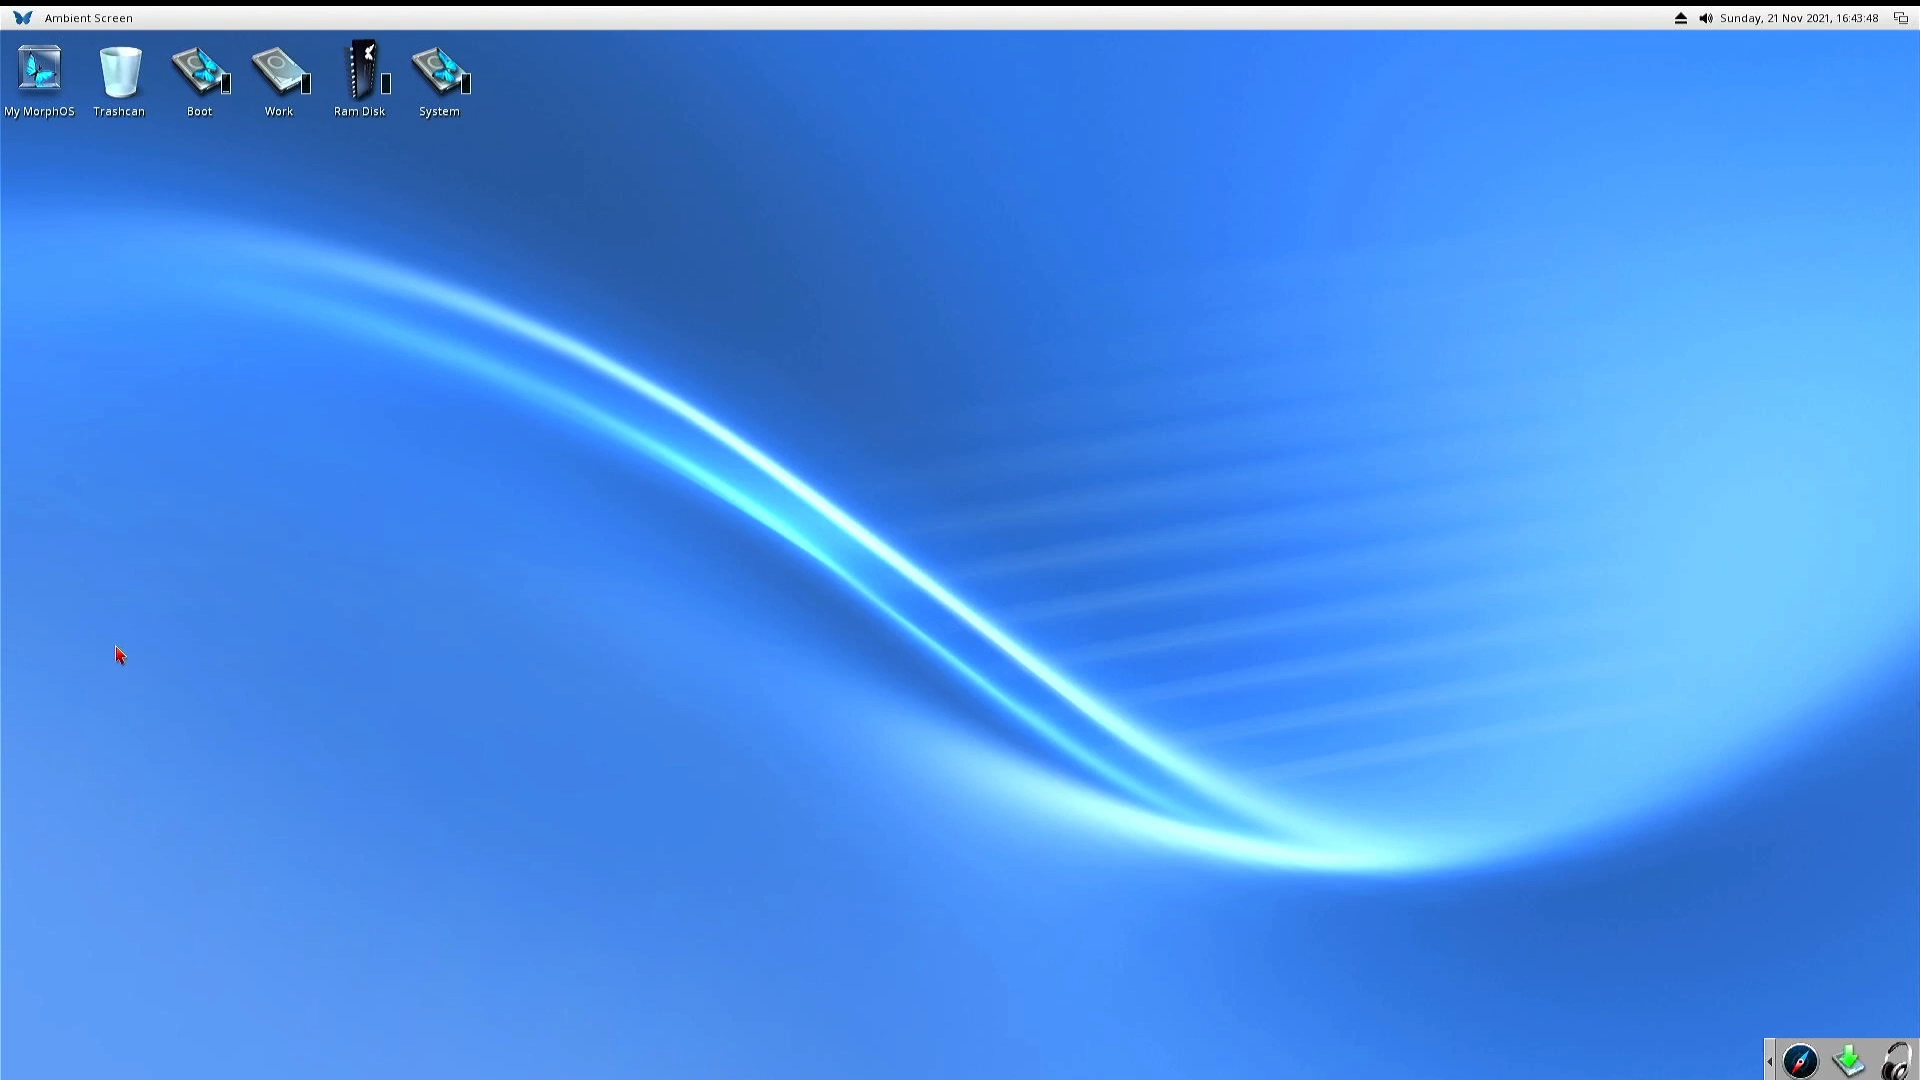 Ambient Screen
Sunday, 21 Nov 2021, 16:43:48
My MorphOS
Trashcan
Boot
Work
Ram Disk
System